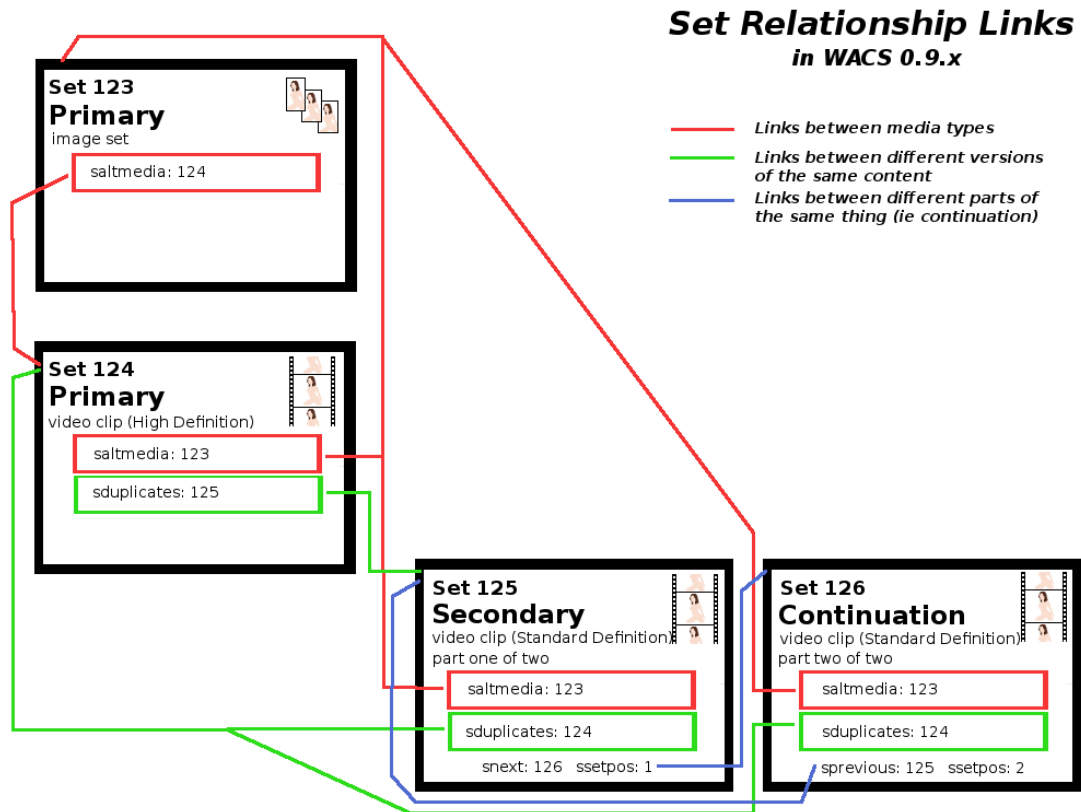 Set Relationship Links
in WACS 0.9.x
Links between media types
Links between different versions
of the same content
Links between different parts of
the same thing (ie continuation)
Set 123
Primary
image set
saltmedia: 124
Set 124
Primary
video clip (High Definition)
saltmedia: 123
sduplicates: 125
Set 125
Secondary
video clip (Standard Definition)
part one of two
saltmedia: 123
sduplicates: 124
snext: 126 ssetpos: 1
Set 126
Continuation
video clip (Standard Definition)
part two of two
saltmedia: 123
sduplicates: 124
sprevious: 125 ssetpos: 2